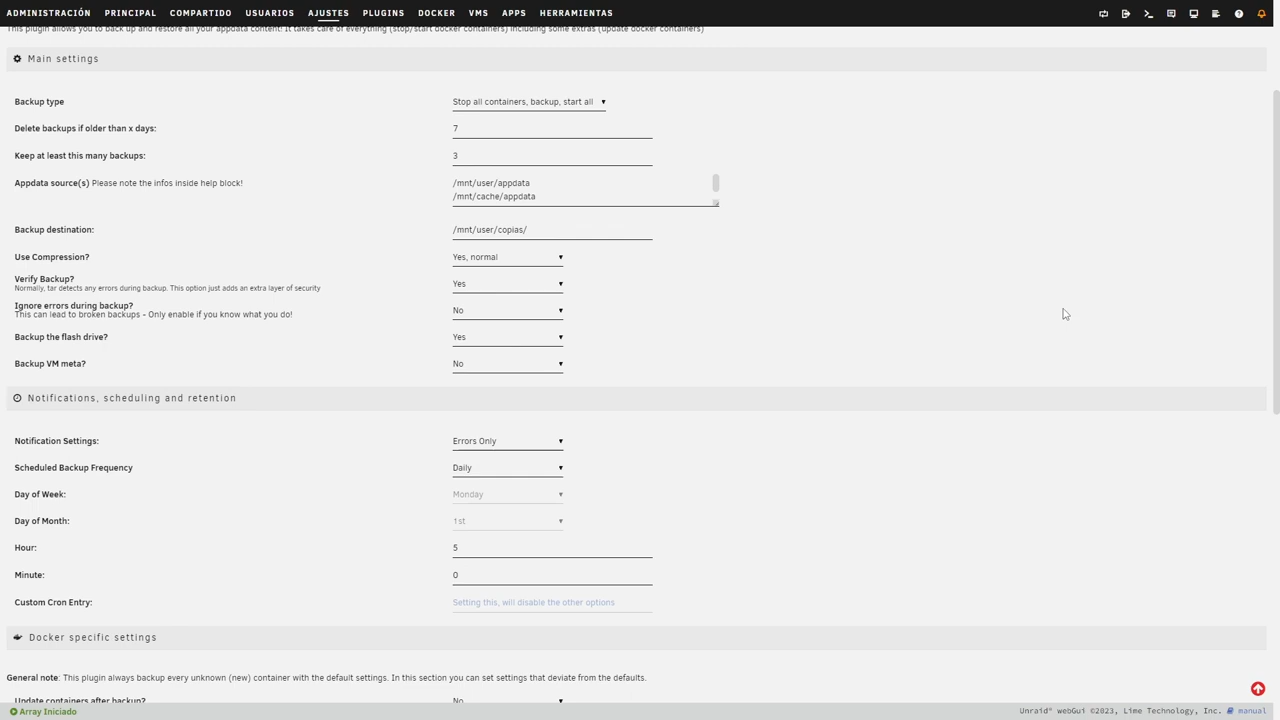 ADMINISTRACIÓN PRINCIPAL COMPARTIDO USUARIOS AJUSTES PLUGINS DOCKER VMS APPS HERRAMIENTAS
This plugin allows you to back up and restore all your appdata content! It takes care of everything (stop/start docker containers) including some extras (update docker containers)
Main settings
Backup type Stop all containers, backup, start all
Delete backups if older than x days: 7
Keep at least this many backups: 3
Appdata source(s) Please note the infos inside help block! /mnt/user/appdata
/mnt/cache/appdata
Backup destination: /mnt/user/copias/
Use Compression? Yes, normal
Verify Backup? Yes
Normally, tar detects any errors during backup. This option just adds an extra layer of security
Ignore errors during backup? No
This can lead to broken backups - Only enable if you know what you do!
Backup the flash drive? Yes
Backup VM meta? No
Notifications, scheduling and retention
Notification Settings: Errors Only
Scheduled Backup Frequency Daily
Day of Week: Monday
Day of Month: 1st
Hour: 5
Minute: 0
Custom Cron Entry: Setting this, will disable the other options
Docker specific settings
General note: This plugin always backup every unknown (new) container with the default settings. In this section you can set settings that deviate from the defaults.
Update containers after backup? No
Array Iniciado Unraid® webGui ©2023, Lime Technology, Inc. manual